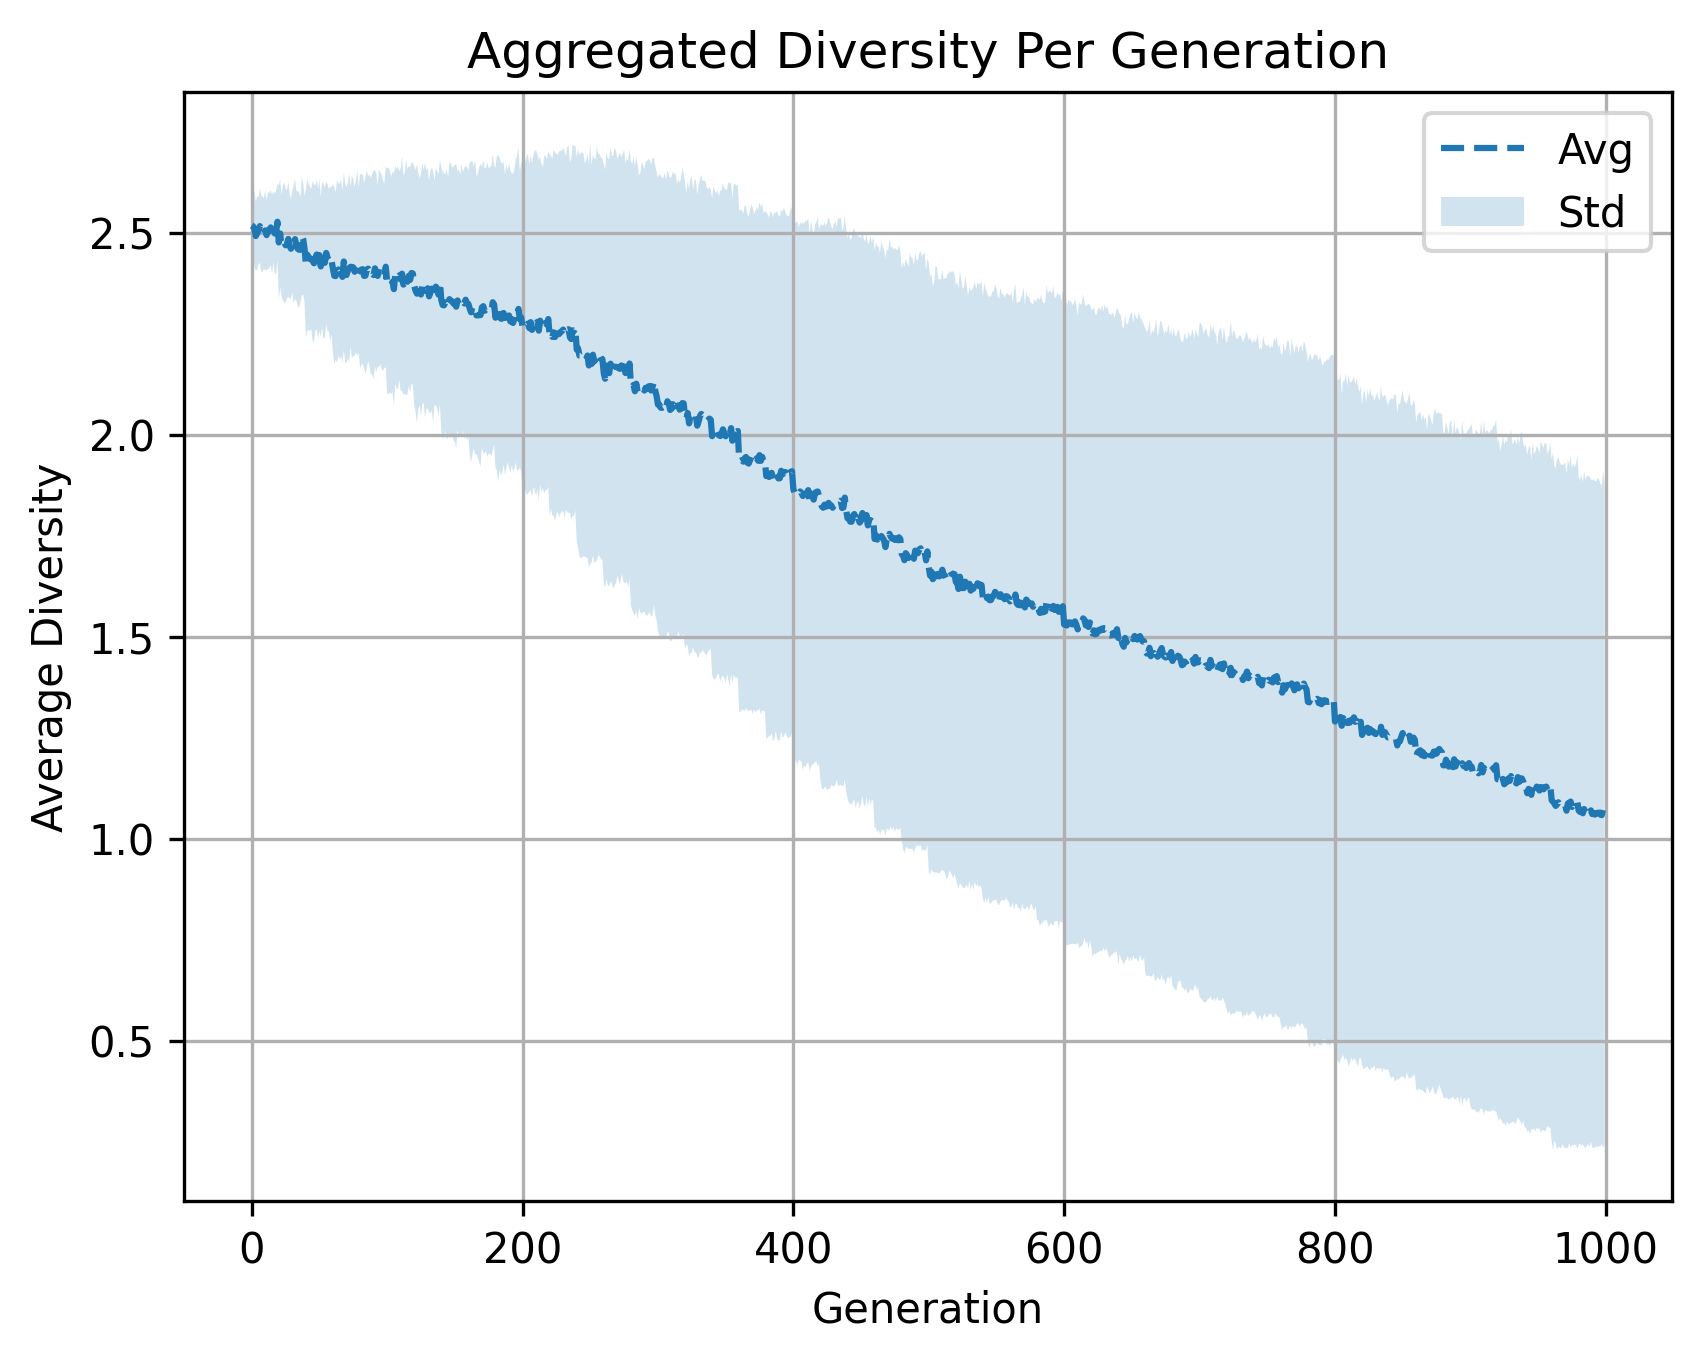 Aggregated Diversity Per Generation
Avg
Std
2.5
2.0
1.5
1.0
0.5
Average Diversity
0 200 400 600 800 1000
Generation